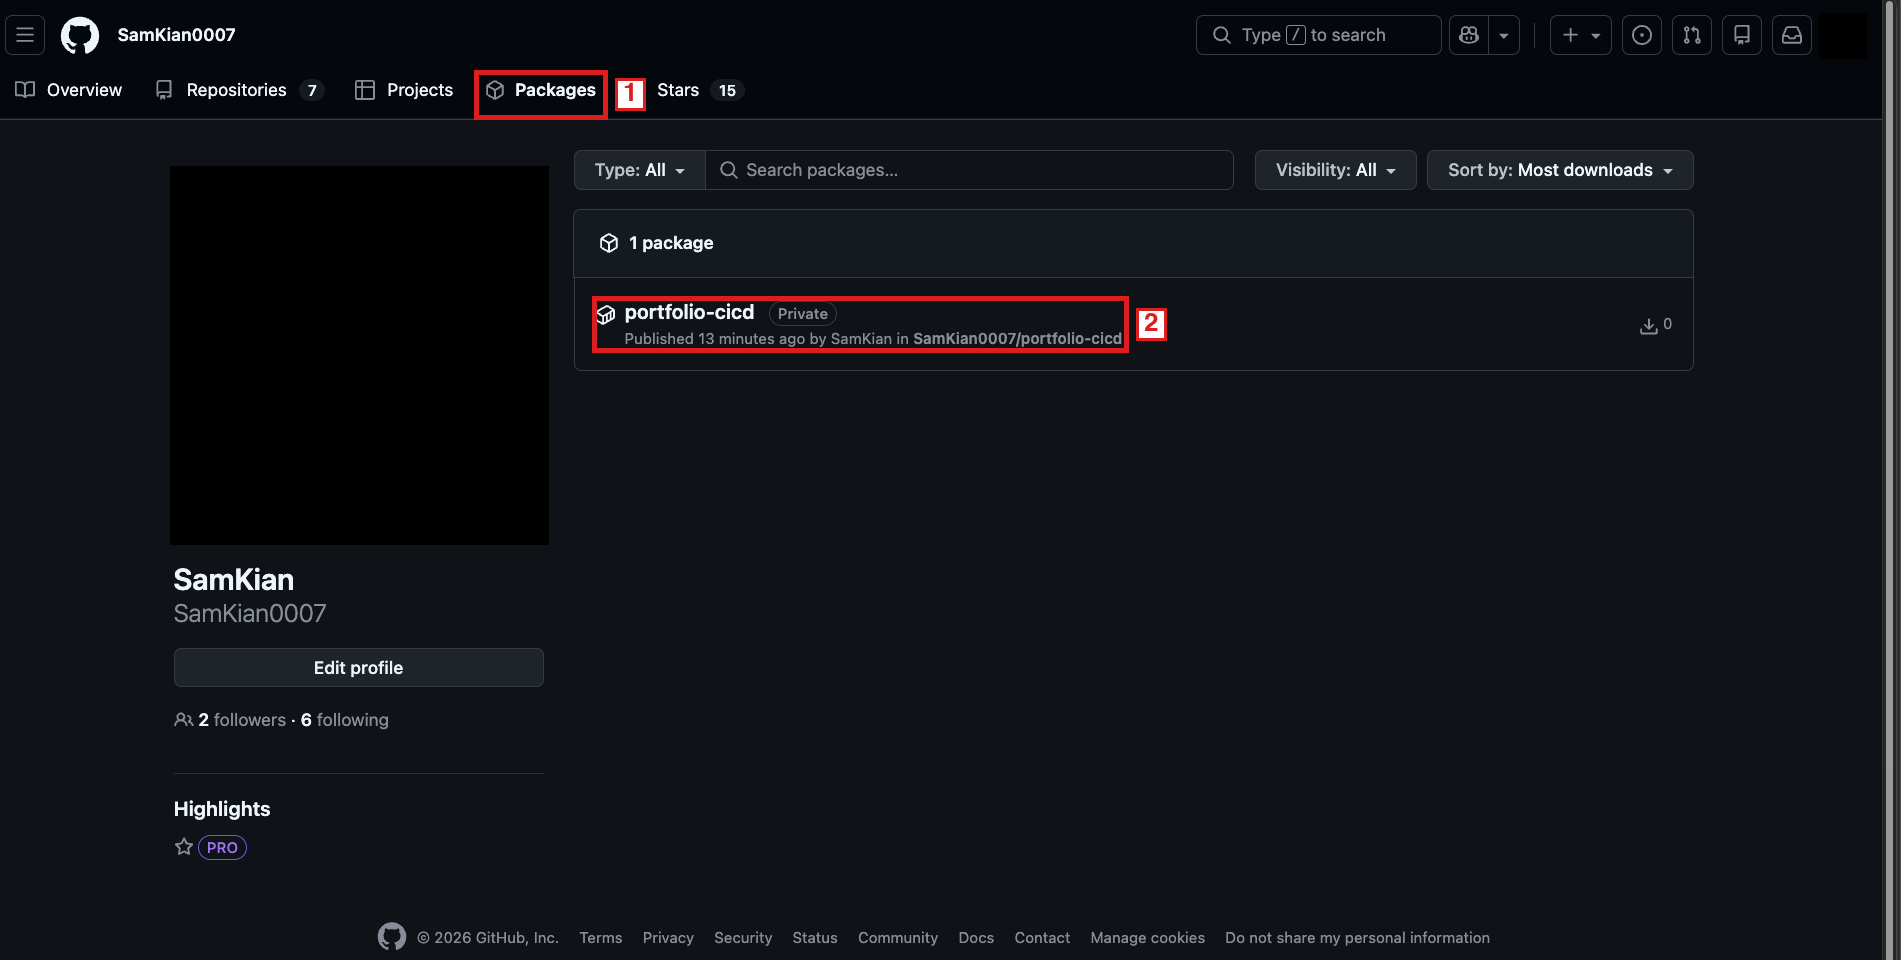 SamKian0007
Type / to search
Overview Repositories 7 Projects Packages 1 Stars 15
Type: All Search packages... Visibility: All Sort by: Most downloads
1 package
portfolio-cicd Private
Published 13 minutes ago by SamKian in SamKian0007/portfolio-cicd
2
0
SamKian
SamKian0007
Edit profile
2 followers · 6 following
Highlights
PRO
© 2026 GitHub, Inc. Terms Privacy Security Status Community Docs Contact Manage cookies Do not share my personal information